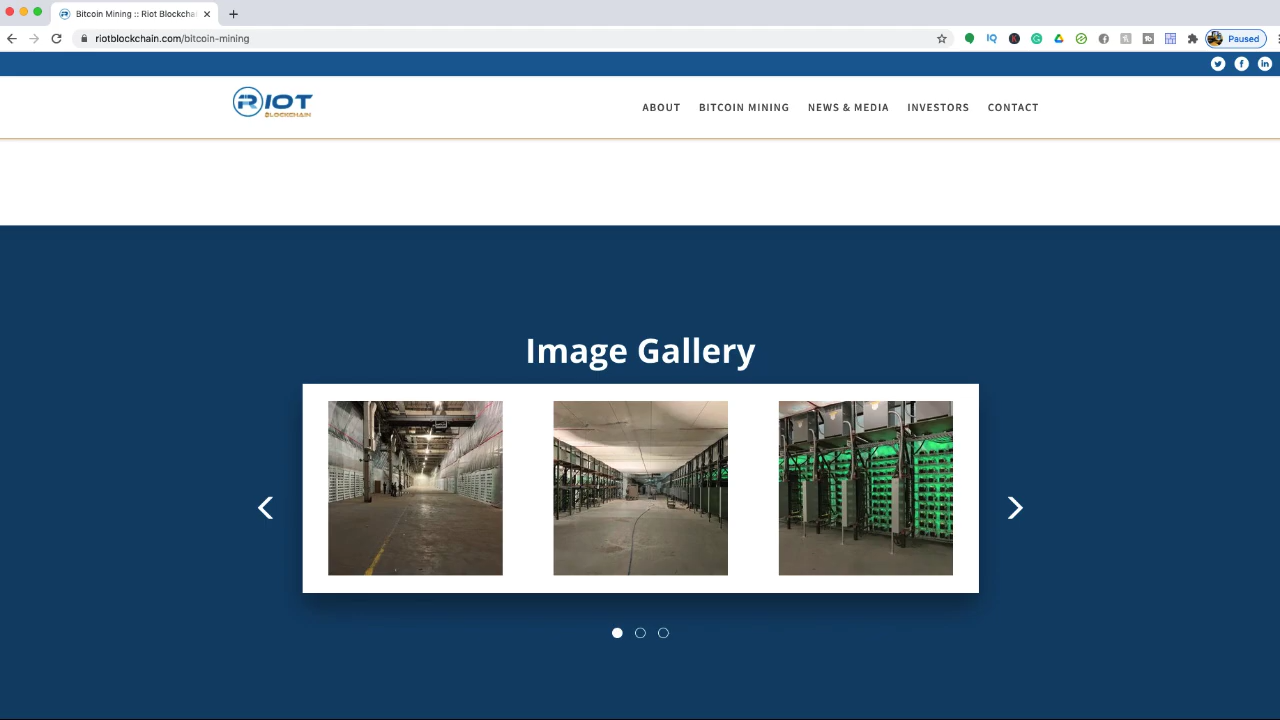 Bitcoin Mining :: Riot Blockcha
riotblockchain.com/bitcoin-mining
Paused
RIOT
BLOCKCHAIN
ABOUT BITCOIN MINING NEWS & MEDIA INVESTORS CONTACT
Image Gallery